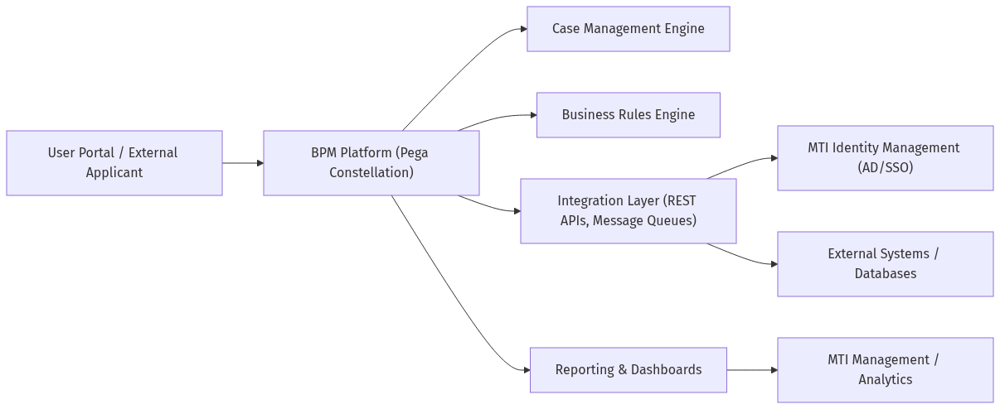 User Portal / External
Applicant
BPM Platform (Pega
Constellation)
Case Management Engine
Business Rules Engine
Integration Layer (REST
APIs, Message Queues)
Reporting & Dashboards
MTI Identity Management
(AD/SSO)
External Systems /
Databases
MTI Management /
Analytics